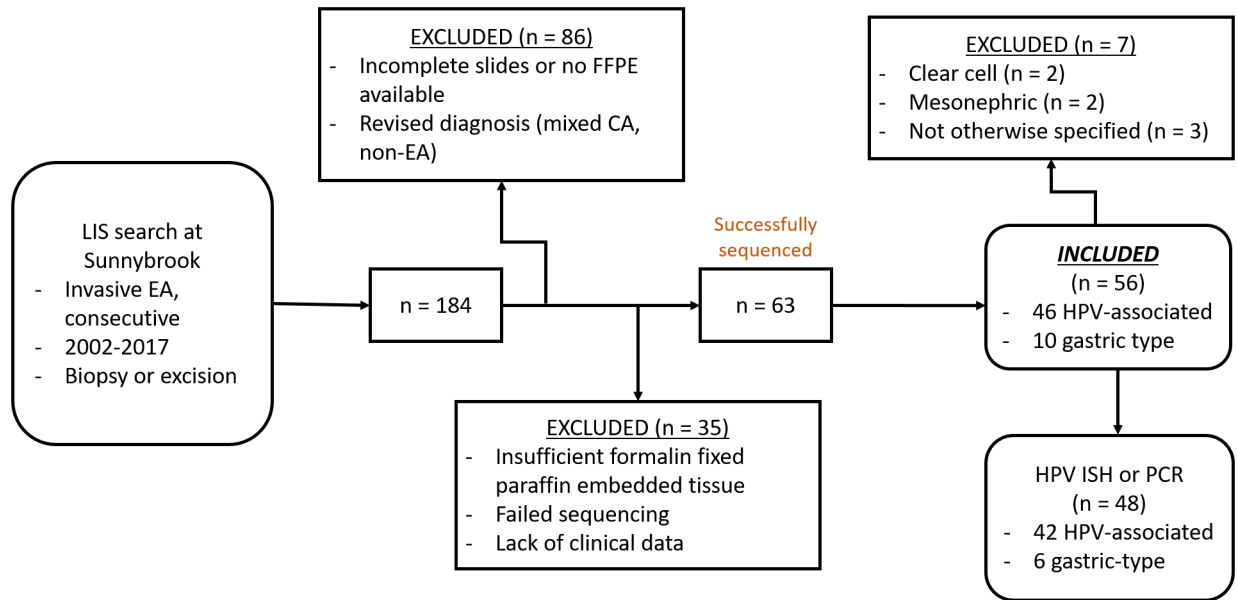 LIS search at
Sunnybrook
- Invasive EA,
consecutive
- 2002-2017
- Biopsy or excision
n = 184
EXCLUDED (n = 86)
- Incomplete slides or no FFPE
available
- Revised diagnosis (mixed CA,
non-EA)
EXCLUDED (n = 35)
- Insufficient formalin fixed
paraffin embedded tissue
- Failed sequencing
- Lack of clinical data
Successfully
sequenced
n = 63
EXCLUDED (n = 7)
- Clear cell (n = 2)
- Mesonephric (n = 2)
- Not otherwise specified (n = 3)
INCLUDED
(n = 56)
- 46 HPV-associated
- 10 gastric type
HPV ISH or PCR
(n = 48)
- 42 HPV-associated
- 6 gastric-type